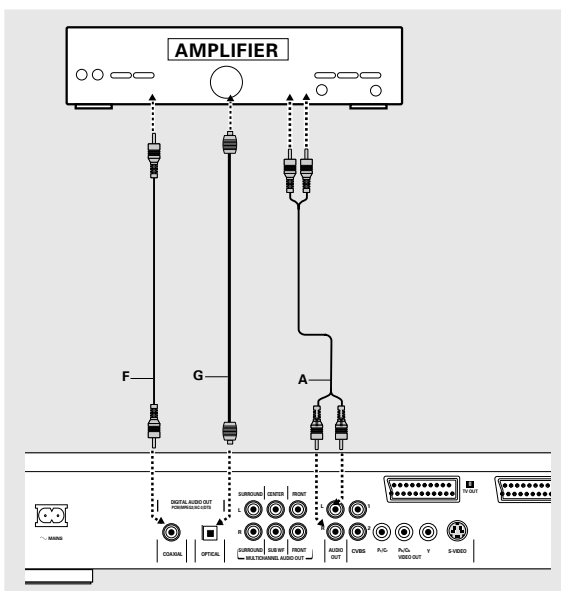 AMPLIFIER
F
G
A
DIGITAL AUDIO OUT
PCM/MPEG2/AC-3/DTS
SURROUND CENTER FRONT
L
R
SURROUND SUB WF FRONT
MULTICHANNEL AUDIO OUT
L
R
1
2
TV OUT
~ MAINS
COAXIAL
OPTICAL
AUDIO
OUT
CVBS
PR/CR
PB/CB
Y
VIDEO OUT
S-VIDEO